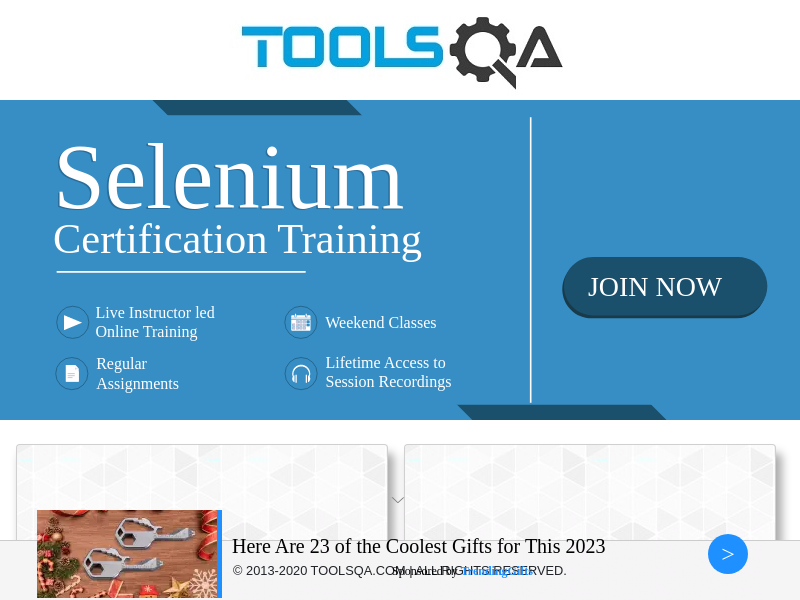 TOOLSQA
Selenium
Certification Training
JOIN NOW
Live Instructor led
Online Training
Weekend Classes
Regular
Assignments
Lifetime Access to
Session Recordings
Here Are 23 of the Coolest Gifts for This 2023
>
© 2013-2020 TOOLSQA.COM | ALL RIGHTS RESERVED.
Sponsored by